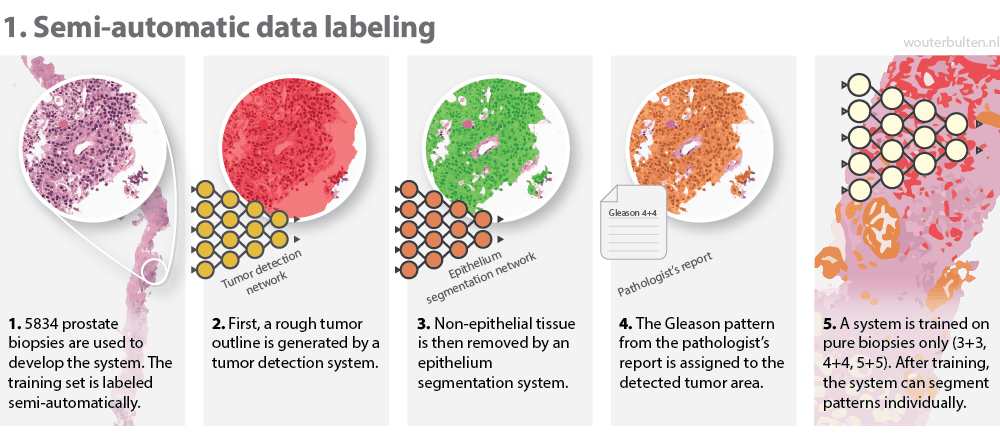 1. Semi-automatic data labeling
wouterbulten.nl
Tumor detection
network
1. 5834 prostate
biopsies are used to
develop the system. The
training set is labeled
semi-automatically.
2. First, a rough tumor
outline is generated by a
tumor detection system.
Epithelium
segmentation network
3. Non-epithelial tissue
is then removed by an
epithelium
segmentation system.
Gleason 4+4
Pathologist's report
4. The Gleason pattern
from the pathologist's
report is assigned to the
detected tumor area.
5. A system is trained on
pure biopsies only (3+3,
4+4, 5+5). After training,
the system can segment
patterns individually.